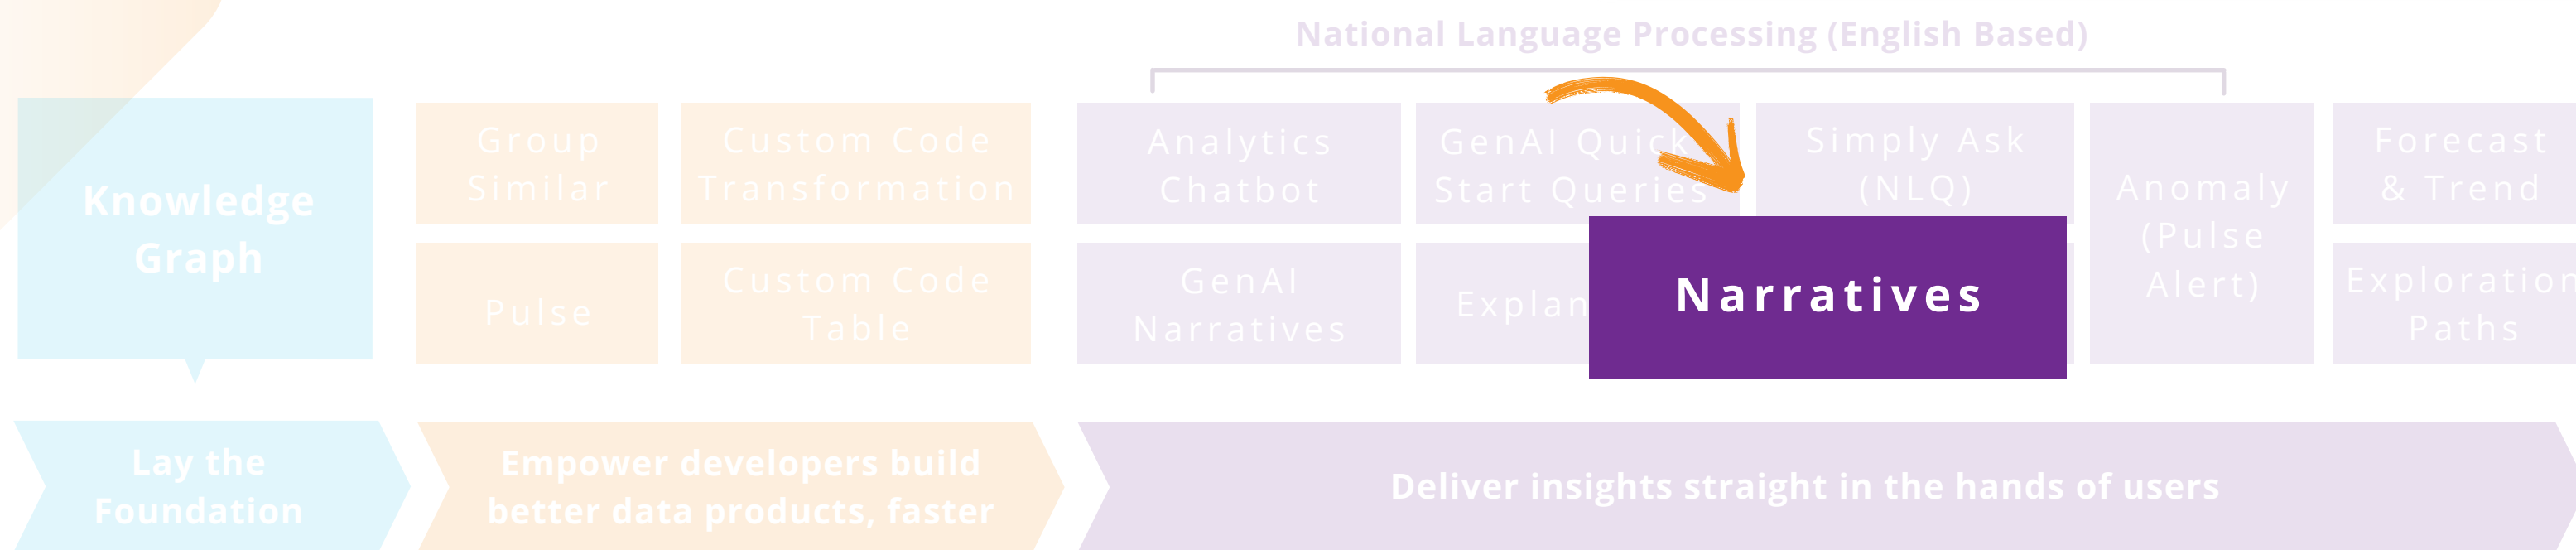 National Language Processing (English Based)
Knowledge
Graph
Group
Similar
Custom Code
Transformation
Pulse
Custom Code
Table
Analytics
Chatbot
GenAI Quick
Start Queries
Simply Ask
(NLQ)
GenAI
Narratives
Narratives
Anomaly
(Pulse
Alert)
Forecast
& Trend
Exploration
Paths
Lay the
Foundation
Empower developers build
better data products, faster
Deliver insights straight in the hands of users